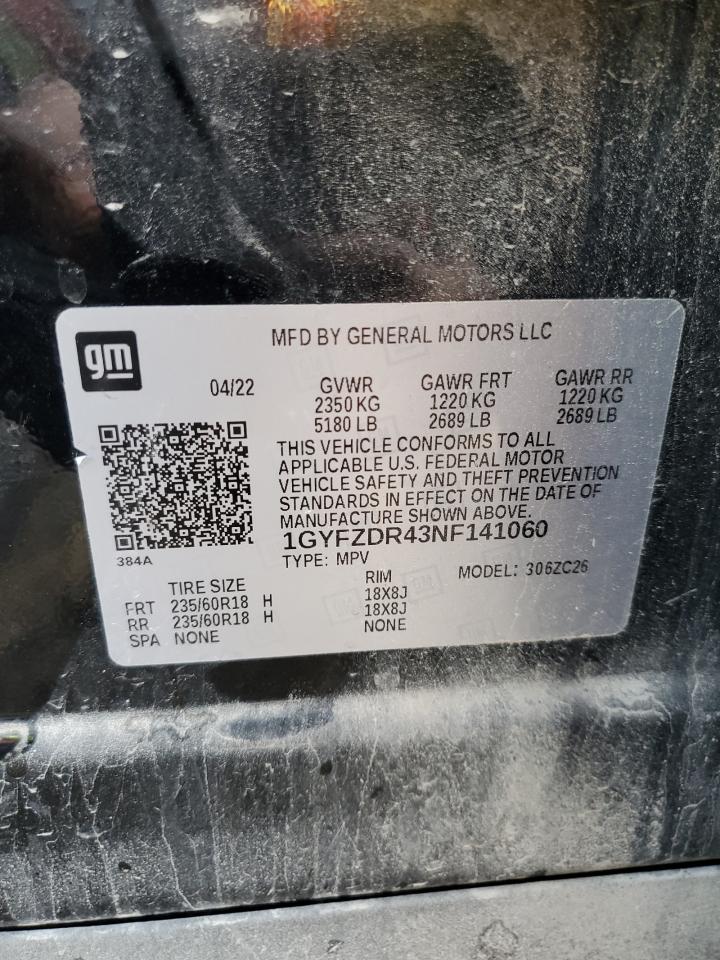 gm
MFD BY GENERAL MOTORS LLC
04/22 GVWR GAWR FRT GAWR RR
2350 KG 1220 KG 1220 KG
5180 LB 2689 LB 2689 LB
THIS VEHICLE CONFORMS TO ALL
APPLICABLE U.S. FEDERAL MOTOR
VEHICLE SAFETY AND THEFT PREVENTION
STANDARDS IN EFFECT ON THE DATE OF
MANUFACTURE SHOWN ABOVE.
1GYFZDR43NF141060
384A
TYPE: MPV MODEL: 306ZC26
TIRE SIZE RIM
FRT 235/60R18 H 18X8J
RR 235/60R18 H 18X8J
SPA NONE NONE